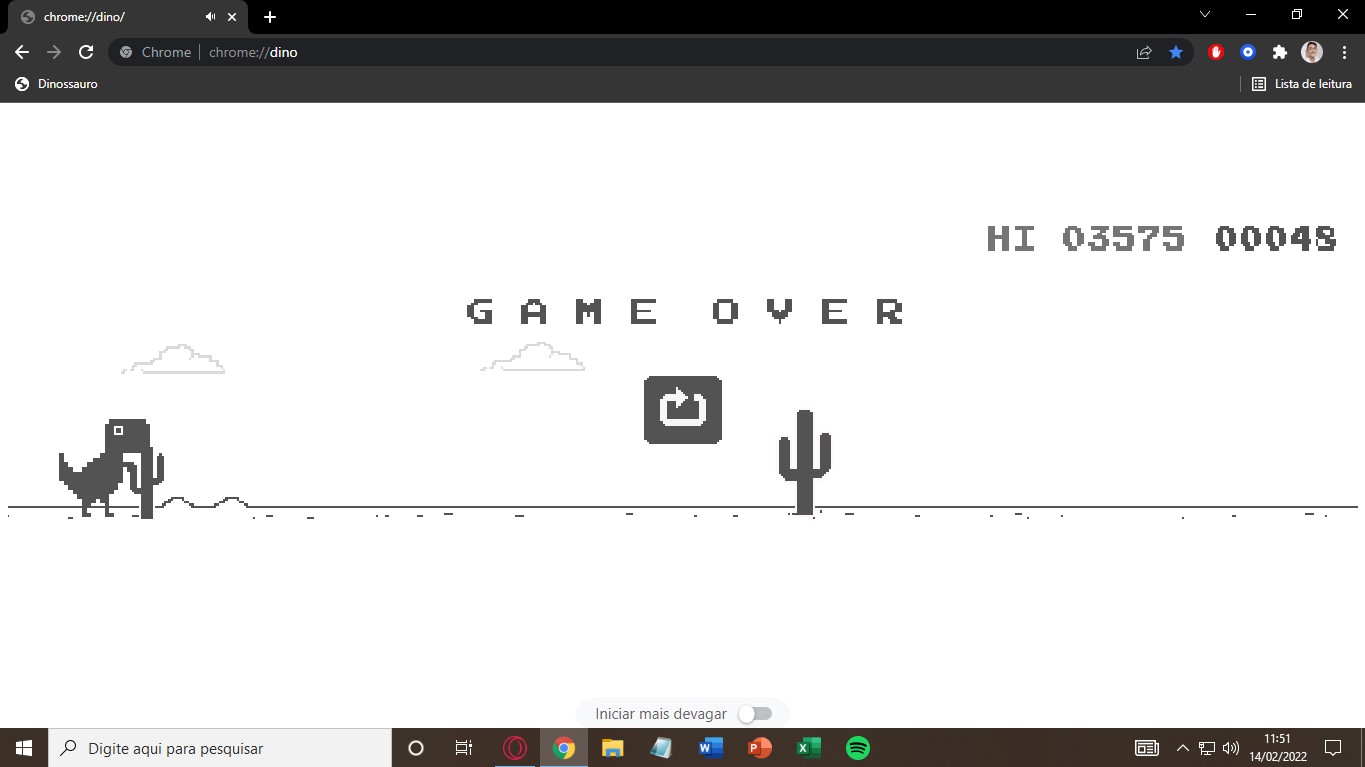 chrome://dino/
Chrome | chrome://dino
Dinossauro
Lista de leitura
HI 03575 00048
GAME OVER
Iniciar mais devagar
Digite aqui para pesquisar
11:51
14/02/2022